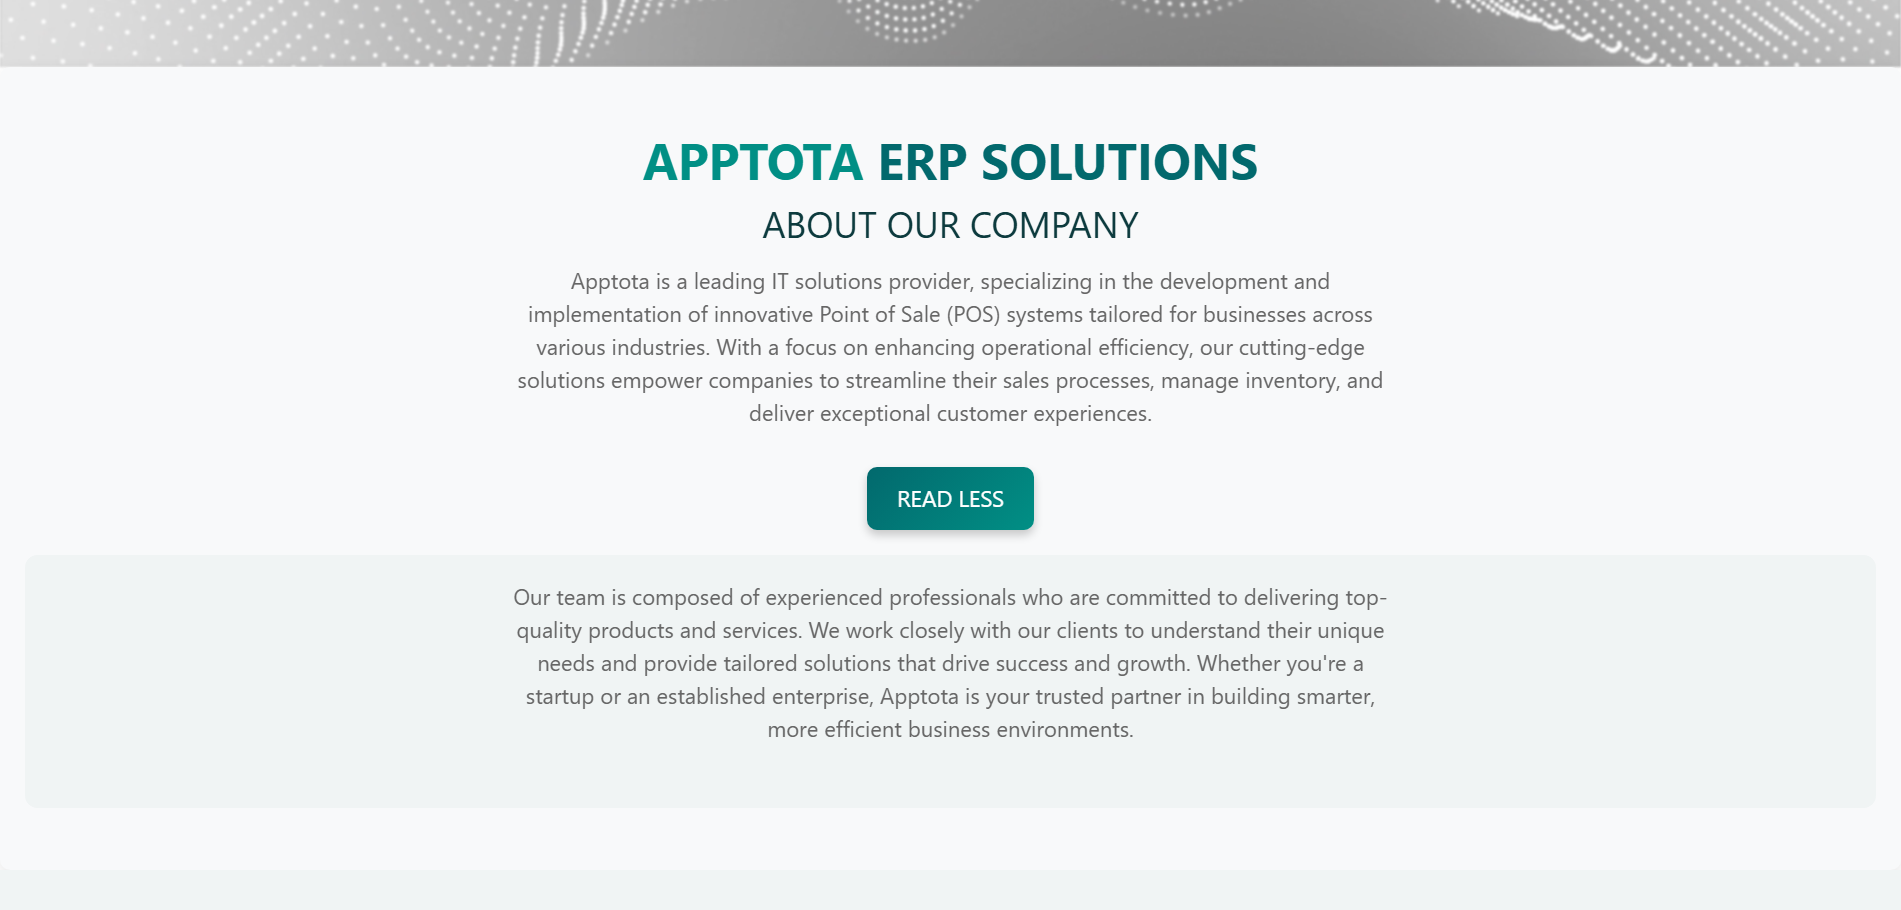 APPTOTA ERP SOLUTIONS
ABOUT OUR COMPANY
Apptota is a leading IT solutions provider, specializing in the development and
implementation of innovative Point of Sale (POS) systems tailored for businesses across
various industries. With a focus on enhancing operational efficiency, our cutting-edge
solutions empower companies to streamline their sales processes, manage inventory, and
deliver exceptional customer experiences.
READ LESS
Our team is composed of experienced professionals who are committed to delivering top-
quality products and services. We work closely with our clients to understand their unique
needs and provide tailored solutions that drive success and growth. Whether you're a
startup or an established enterprise, Apptota is your trusted partner in building smarter,
more efficient business environments.